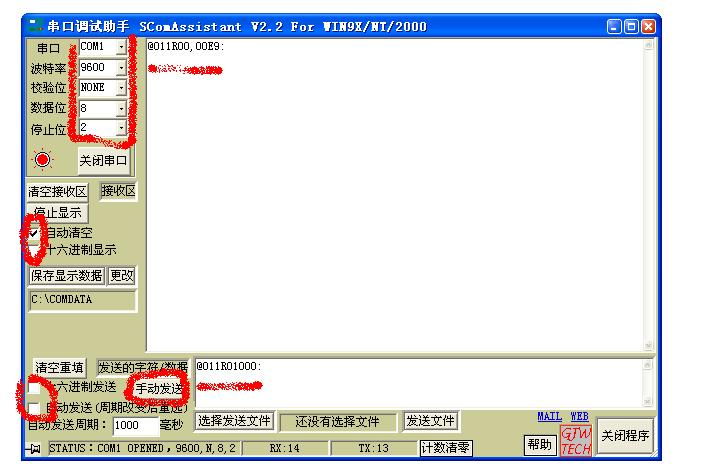 串口调试助手 SComAssistant V2.2 For WIN9X/NT/2000
串口 COM1
@011R00,00E9:
波特率 9600
校验位 NONE
数据位 8
停止位 2
关闭串口
清空接收区 接收区
停止显示
自动清空
十六进制显示
保存显示数据 更改
C:\COMDATA
清空重填 发送的字符/数据
@011R01000:
十六进制发送 手动发送
自动发送(周期改变后重选)
自动发送周期: 1000 毫秒
选择发送文件 还没有选择文件 发送文件
MAIL WEB
STATUS:COM1 OPENED,9600,N,8,2 RX:14 TX:13 计数清零
帮助
GJW
TECH
关闭程序